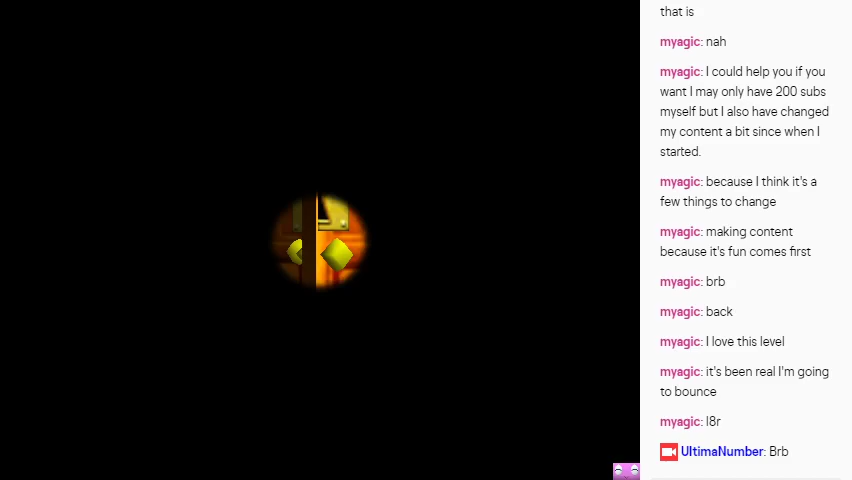 that is
myagic: nah
myagic: I could help you if you
want I may only have 200 subs
myself but I also have changed
my content a bit since when I
started.
myagic: because I think it's a
few things to change
myagic: making content
because it's fun comes first
myagic: brb
myagic: back
myagic: I love this level
myagic: it's been real I'm going
to bounce
myagic: l8r
UltimaNumber: Brb